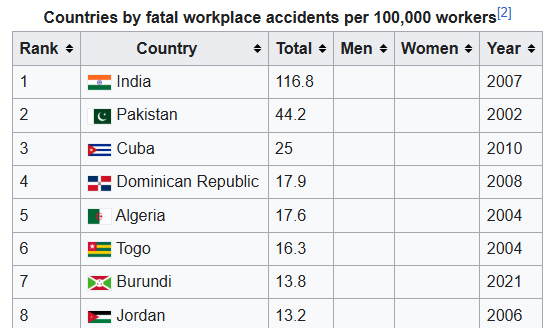 Countries by fatal workplace accidents per 100,000 workers[2]
Rank Country Total Men Women Year
1 India 116.8 2007
2 Pakistan 44.2 2002
3 Cuba 25 2010
4 Dominican Republic 17.9 2008
5 Algeria 17.6 2004
6 Togo 16.3 2004
7 Burundi 13.8 2021
8 Jordan 13.2 2006